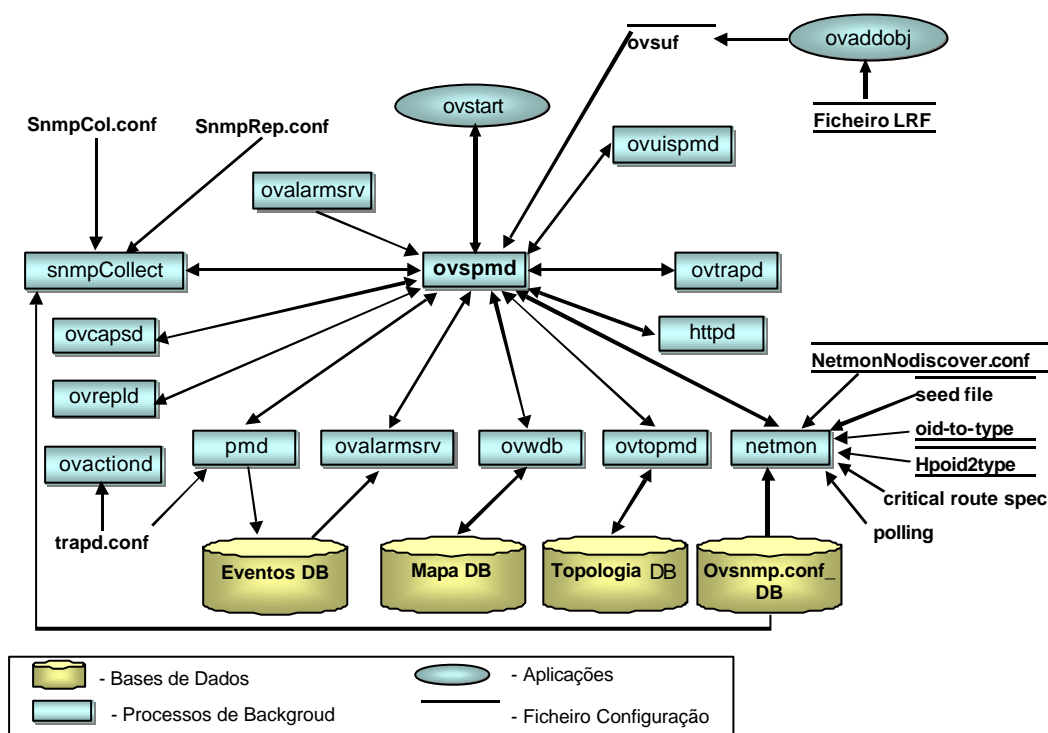 ovsuf
ovaddobj
ovstart
Ficheiro LRF
SnmpCol.conf
SnmpRep.conf
ovuispmd
ovalarmsrv
snmpCollect
ovspmd
ovtrapd
ovcapsd
httpd
NetmonNodiscover.conf
ovrepld
seed file
ovactiond
pmd
ovalarmsrv
ovwdb
ovtopmd
netmon
oid-to-type
Hpoid2type
critical route spec
trapd.conf
polling
Eventos DB
Mapa DB
Topologia DB
Ovsnmp.conf_
DB
- Bases de Dados
- Aplicações
- Processos de Backgroud
- Ficheiro Configuração